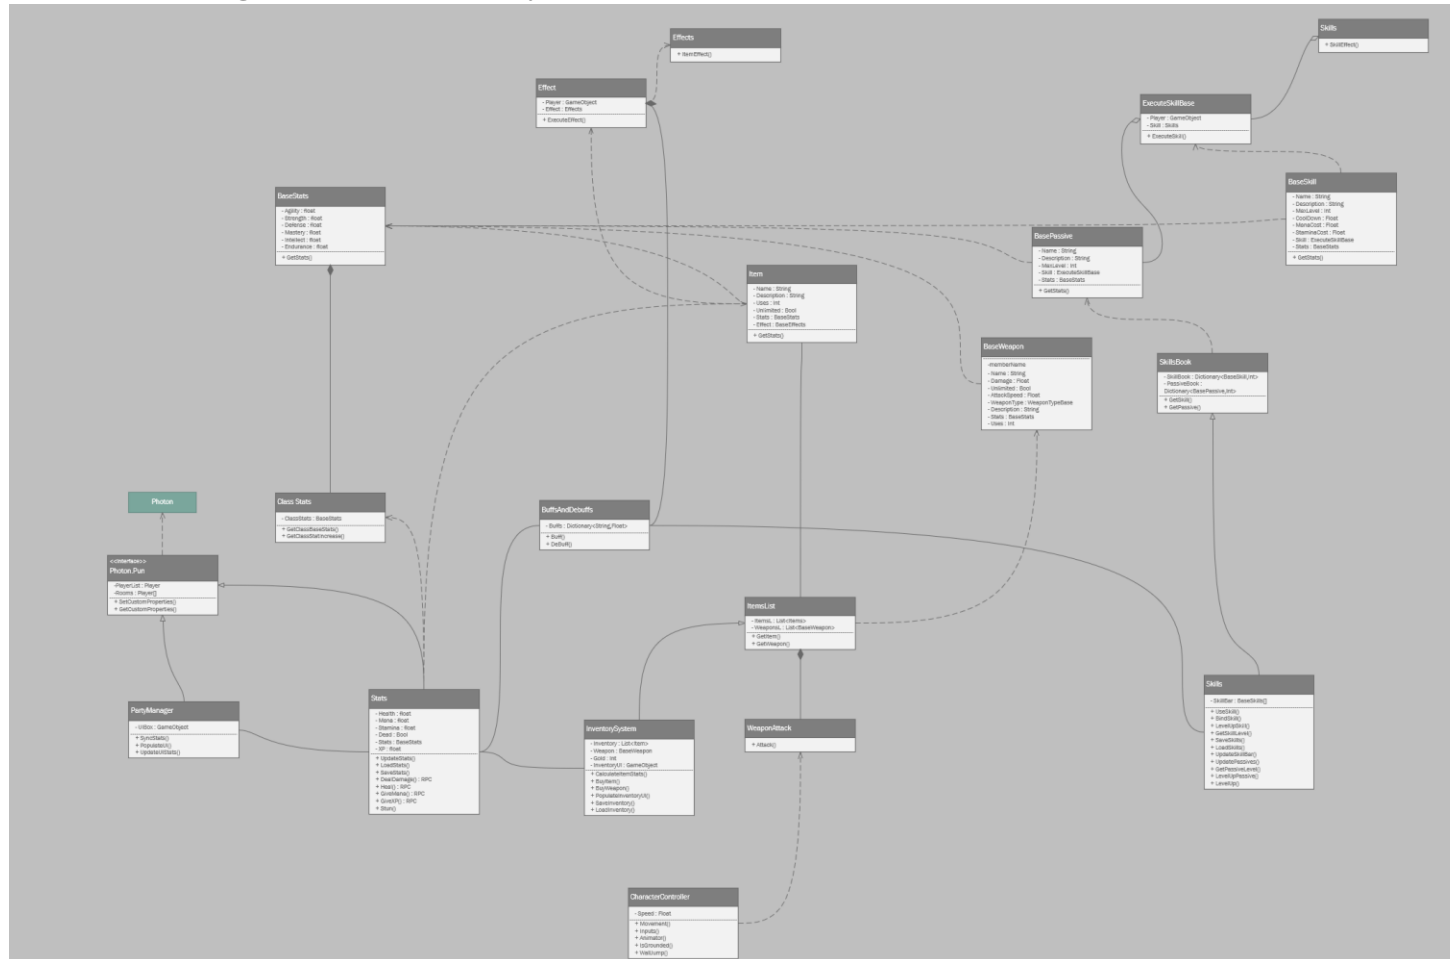 Effects
+ ItemEffect()
Skills
+ SkillEffect()
Effect
- Player : GameObject
- Effect : Effects
+ ExecuteEffect()
ExecuteSkillBase
- Player : GameObject
- Skill : Skills
+ ExecuteSkill()
BaseStats
- Agility : Float
- Strength : Float
- Defense : Float
- Mastery : Float
- Intellect : Float
- Endurance : Float
+ GetStats()
BaseSkill
- Name : String
- Description : String
- MaxLevel : Int
- CoolDown : Float
- ManaCost : Float
- StaminaCost : Float
- Skill : ExecuteSkillBase
- Stats : BaseStats
+ GetStats()
BasePassive
- Name : String
- Description : String
- MaxLevel : Int
- Skill : ExecuteSkillBase
- Stats : BaseStats
+ GetStats()
Item
- Name : String
- Description : String
- Uses : Int
- Unlimited : Bool
- Stats : BaseStats
- Effect : BaseEffects
+ GetStats()
BaseWeapon
-memberName
- Name : String
- Damage : Float
- Unlimited : Bool
- AttackSpeed : Float
- WeaponType : WeaponTypeBase
- Description : String
- Stats : BaseStats
- Uses : Int
SkillsBook
- SkillBook : Dictionary<BaseSkill,Int>
- PassiveBook :
Dictionary<BasePassive,Int>
+ GetSkill()
+ GetPassive()
Photon
Class Stats
- ClassStats : BaseStats
+ GetClassBaseStats()
+ GetClassStatIncrease()
BuffsAndDebuffs
- Buffs : Dictionary<String,Float>
+ Buff()
+ DeBuff()
<<interface>>
Photon.Pun
-PlayerList : Player
-Rooms : Player[]
+ SetCustomProperties()
+ GetCustomProperties()
ItemsList
- ItemsL : List<Items>
- WeaponsL : List<BaseWeapon>
+ GetItem()
+ GetWeapon()
PartyManager
- UIBox : GameObject
+ SyncStats()
+ PopulateUI()
+ UpdateUIStats()
Stats
- Health : Float
- Mana : Float
- Stamina : Float
- Dead : Bool
- Stats : BaseStats
- XP : Float
+ UpdateStats()
+ LoadStats()
+ SaveStats()
+ DealDamage() : RPC
+ Heal() : RPC
+ GiveMana() : RPC
+ GiveXP() : RPC
+ Stun()
InventorySystem
- Inventory : List<Item>
- Weapon : BaseWeapon
- Gold : Int
- InventoryUI : GameObject
+ CalculateItemStats()
+ BuyItem()
+ BuyWeapon()
+ PopulateInventoryUI()
+ SaveInventory()
+ LoadInventory()
WeaponAttack
+ Attack()
Skills
- SkillBar : BaseSkills[]
+ UseSkill()
+ BindSkill()
+ LevelUpSkill()
+ GetSkillLevel()
+ SaveSkills()
+ LoadSkills()
+ UpdateSkillBar()
+ UpdatePassives()
+ GetPassiveLevel()
+ LevelUpPassive()
+ LevelUp()
CharacterController
- Speed : Float
+ Movement()
+ Inputs()
+ Animator()
+ IsGrounded()
+ WallJump()